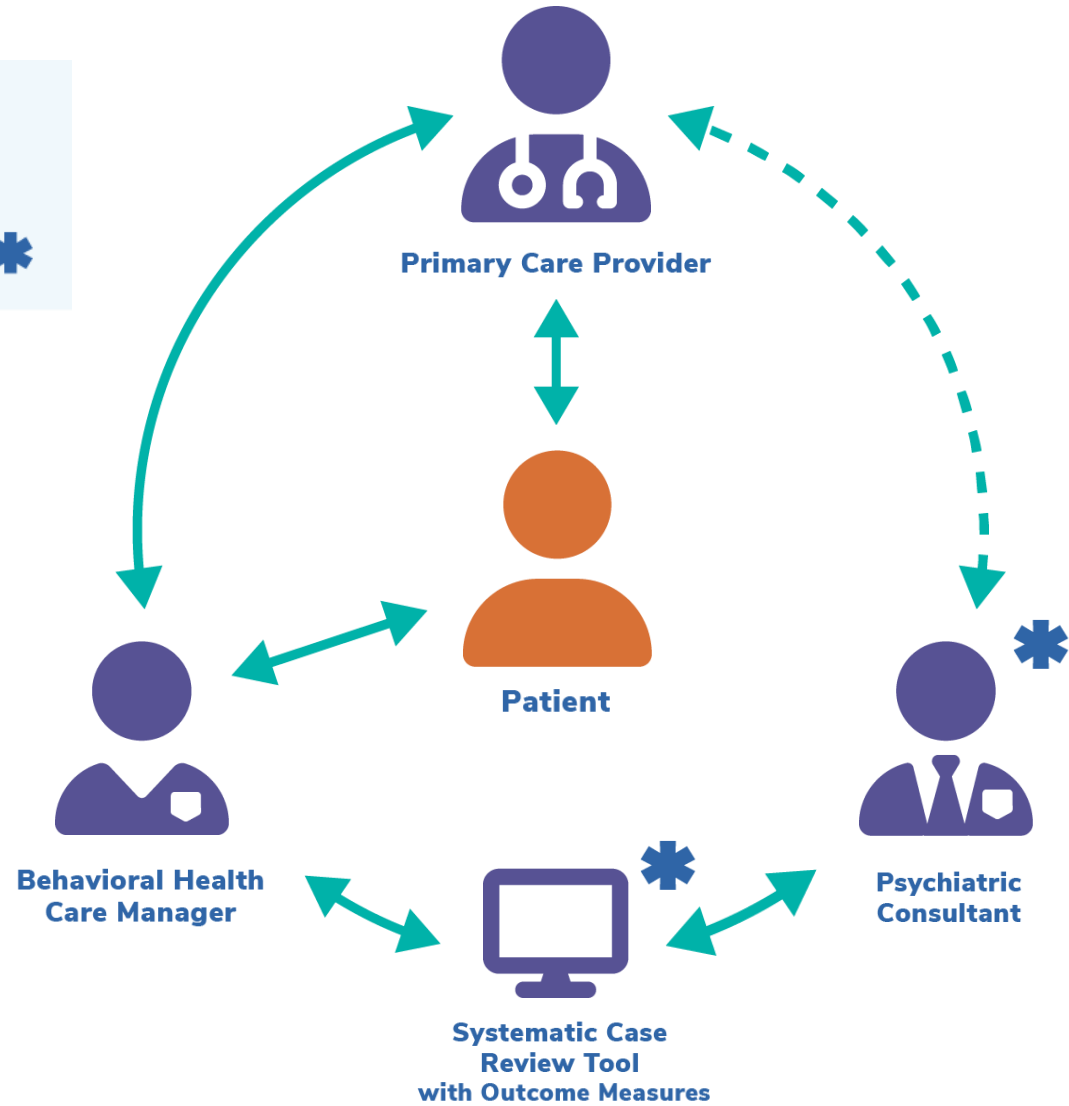 Primary Care Provider
Patient
Behavioral Health
Care Manager
Psychiatric
Consultant
Systematic Case
Review Tool
with Outcome Measures